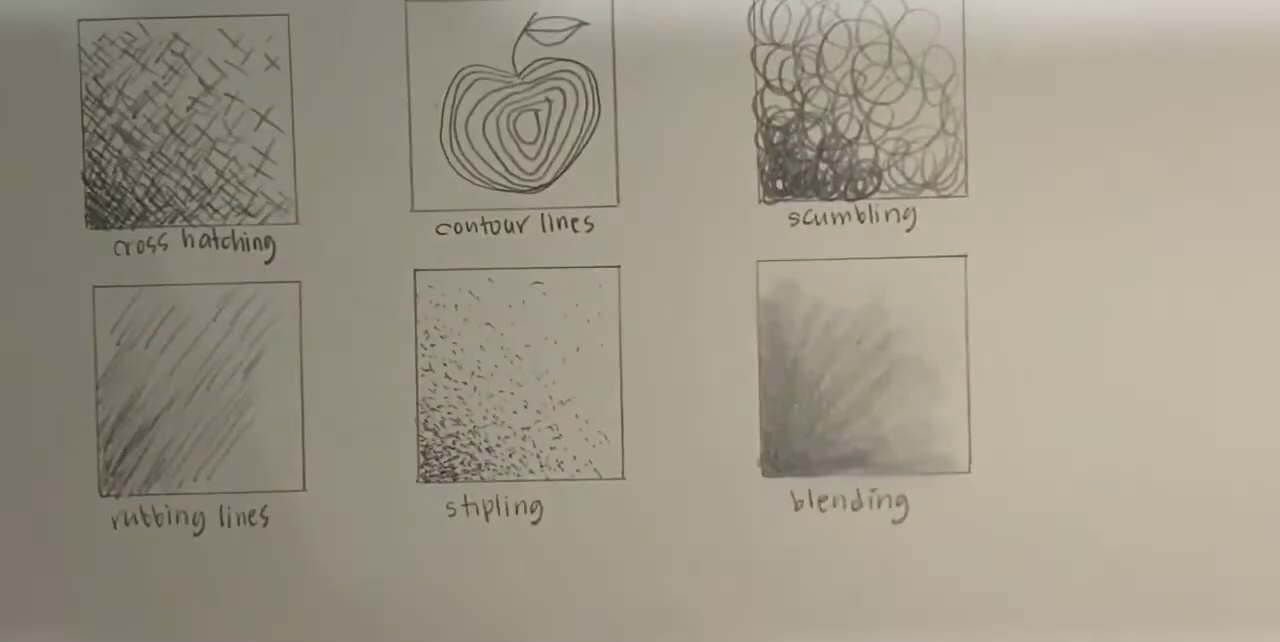 cross hatching
contour lines
scumbling
rubbing lines
stipling
blending